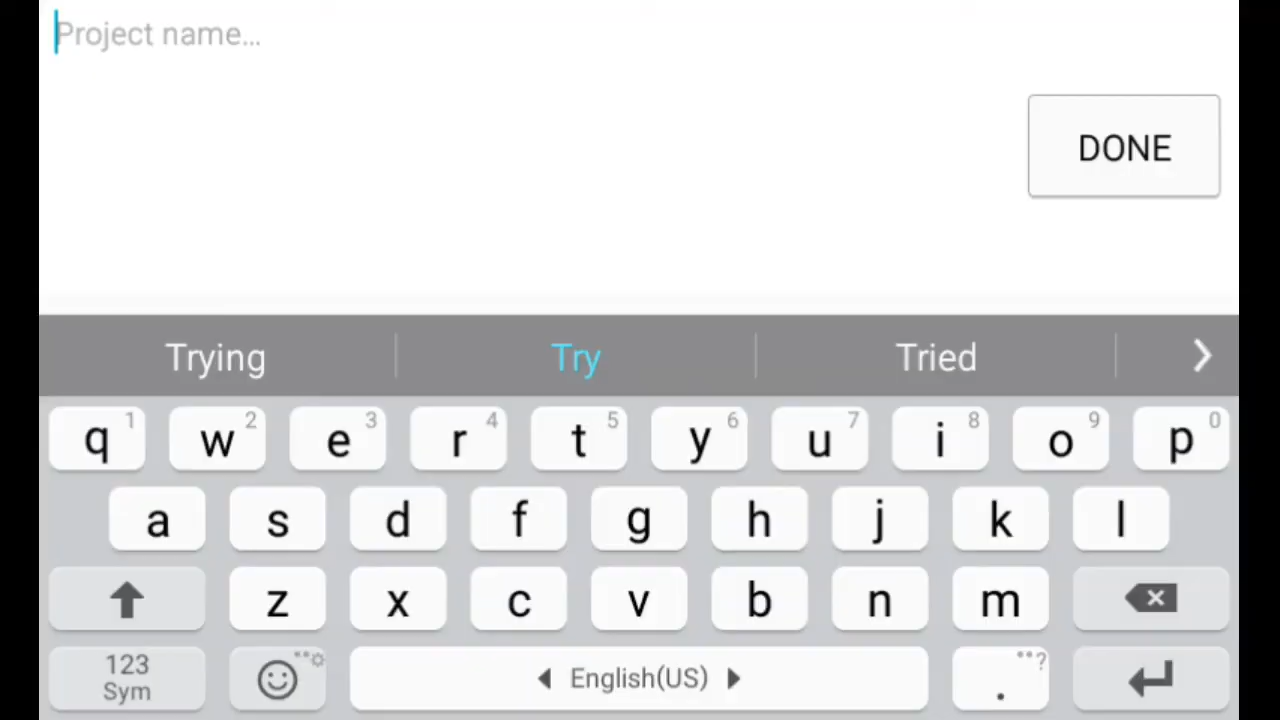 Project name...
DONE
Trying Try Tried
q 1 w 2 e 3 r 4 t 5 y 6 u 7 i 8 o 9 p 0
a s d f g h j k l
z x c v b n m
123
Sym
English(US)
. ?